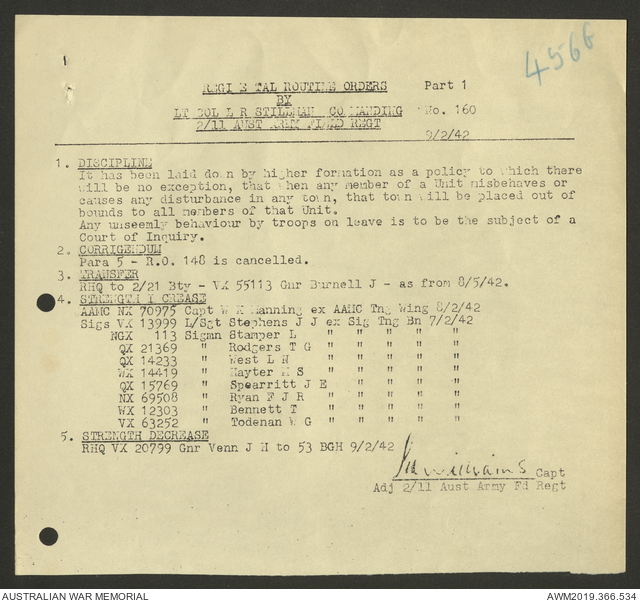 4566
REGIMENTAL ROUTINE ORDERS Part 1
BY
LT COL L R STILLMAN COMMANDING No. 160
2/11 AUST ARMY FIELD REGT
9/2/42
1. DISCIPLINE
It has been laid down by higher formation as a policy to which there
will be no exception, that when any member of a Unit misbehaves or
causes any disturbance in any town, that town will be placed out of
bounds to all members of that Unit.
Any unseemly behaviour by troops on leave is to be the subject of a
Court of Inquiry.
2. CORRIGENDUM
Para 5 - R.O. 148 is cancelled.
3. TRANSFER
RHQ to 2/21 Bty - VX 55113 Gnr Burnell J - as from 8/5/42.
4. STRENGTH INCREASE
AAMC NX 70975 Capt W K Manning ex AAMC Tng Wing 8/2/42
Sigs VX 13999 L/Sgt Stephens J J ex Sig Tng Bn 7/2/42
NGX 113 Sigmn Stamper L " " " "
QX 21369 " Rodgers T G " " " "
QX 14233 " West L N " " " "
WX 14419 " Hayter M S " " " "
QX 15769 " Spearritt J E " " " "
NX 69508 " Ryan F J R " " " "
WX 12303 " Bennett T " " " "
VX 63252 " Todenan W G " " " "
5. STRENGTH DECREASE
RHQ VX 20799 Gnr Venn J H to 53 BGH 9/2/42
Williams Capt
Adj 2/11 Aust Army Fd Regt
AUSTRALIAN WAR MEMORIAL AWM2019.366.534